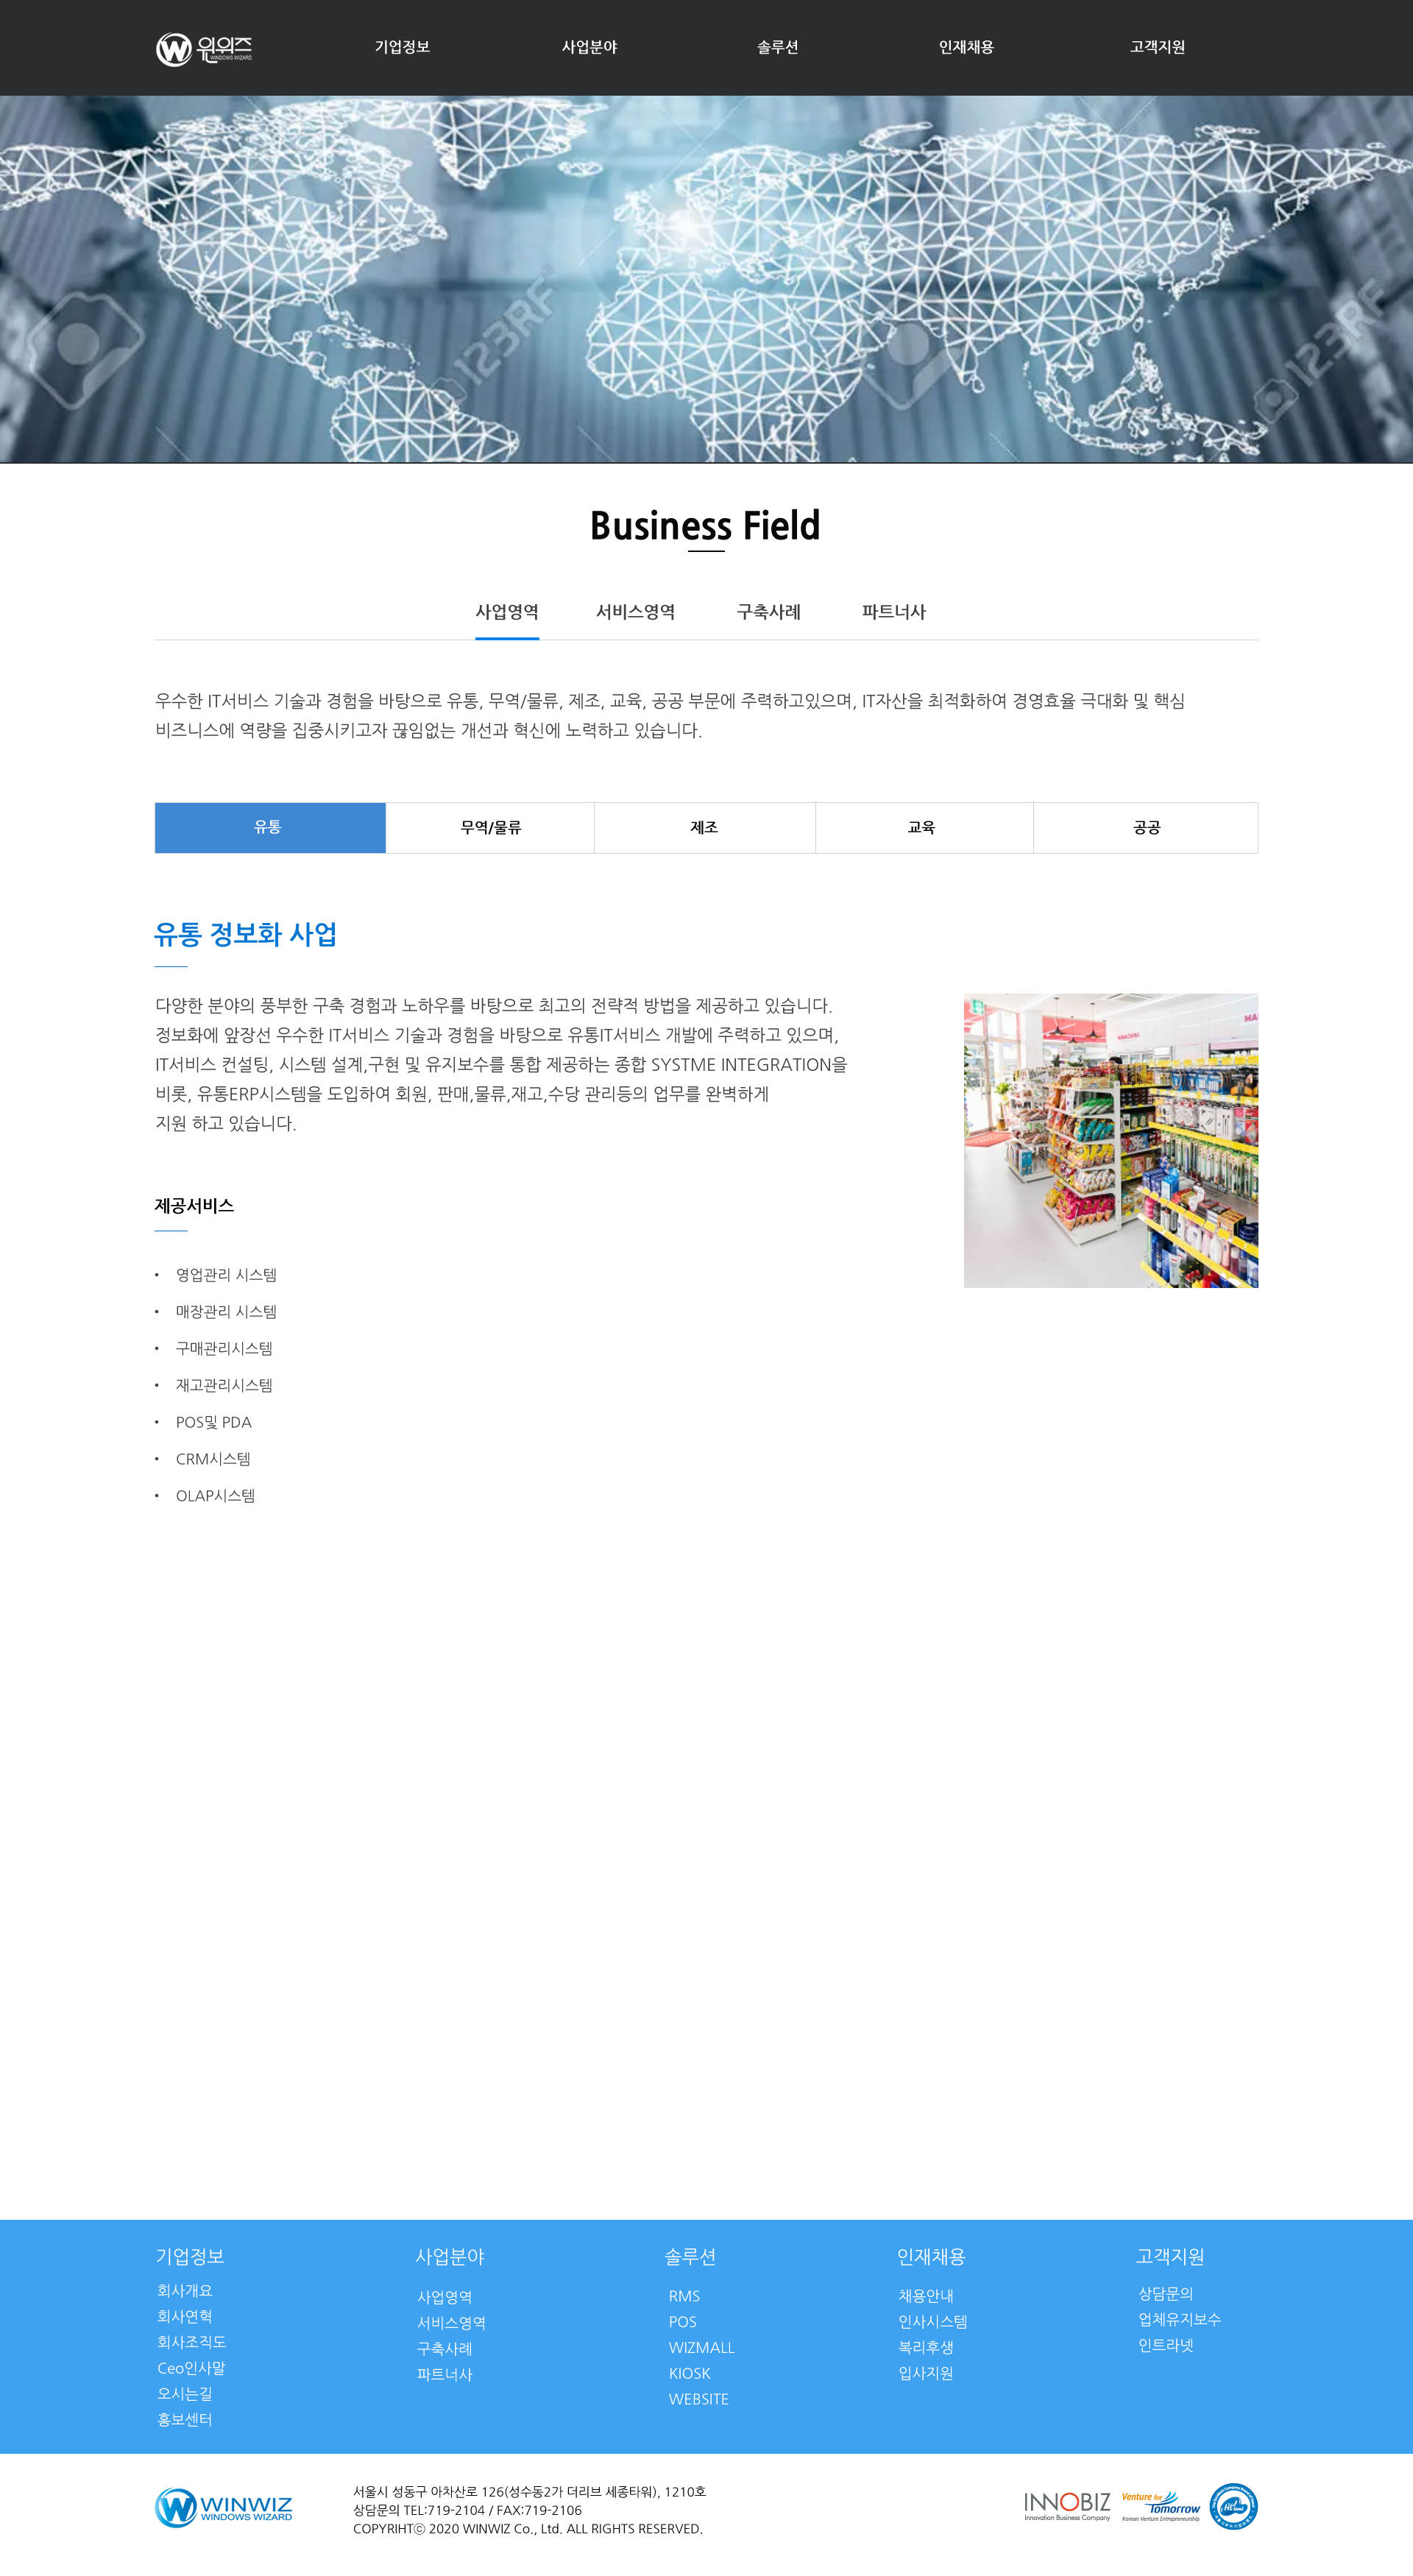 윈위즈
WINDOWS WIZARD
기업정보 사업분야 솔루션 인재채용 고객지원
123RF 123RF
Business Field
사업영역 서비스영역 구축사례 파트너사
우수한 IT서비스 기술과 경험을 바탕으로 유통, 무역/물류, 제조, 교육, 공공 부문에 주력하고있으며, IT자산을 최적화하여 경영효율 극대화 및 핵심
비즈니스에 역량을 집중시키고자 끊임없는 개선과 혁신에 노력하고 있습니다.
유통 무역/물류 제조 교육 공공
유통 정보화 사업
다양한 분야의 풍부한 구축 경험과 노하우를 바탕으로 최고의 전략적 방법을 제공하고 있습니다.
정보화에 앞장선 우수한 IT서비스 기술과 경험을 바탕으로 유통IT서비스 개발에 주력하고 있으며,
IT서비스 컨설팅, 시스템 설계,구현 및 유지보수를 통합 제공하는 종합 SYSTME INTEGRATION을
비롯, 유통ERP시스템을 도입하여 회원, 판매,물류,재고,수당 관리등의 업무를 완벽하게
지원 하고 있습니다.
제공서비스
• 영업관리 시스템
• 매장관리 시스템
• 구매관리시스템
• 재고관리시스템
• POS및 PDA
• CRM시스템
• OLAP시스템
기업정보
회사개요
회사연혁
회사조직도
Ceo인사말
오시는길
홍보센터
사업분야
사업영역
서비스영역
구축사례
파트너사
솔루션
RMS
POS
WIZMALL
KIOSK
WEBSITE
인재채용
채용안내
인사시스템
복리후생
입사지원
고객지원
상담문의
업체유지보수
인트라넷
WINWIZ
WINDOWS WIZARD
서울시 성동구 아차산로 126(성수동2가 더리브 세종타워), 1210호
상담문의 TEL:719-2104 / FAX:719-2106
COPYRIHTⓒ 2020 WINWIZ Co., Ltd. ALL RIGHTS RESERVED.
INNOBIZ
Innovation Business Company
Venture for
Tomorrow
Korean Venture Entrepreneurship